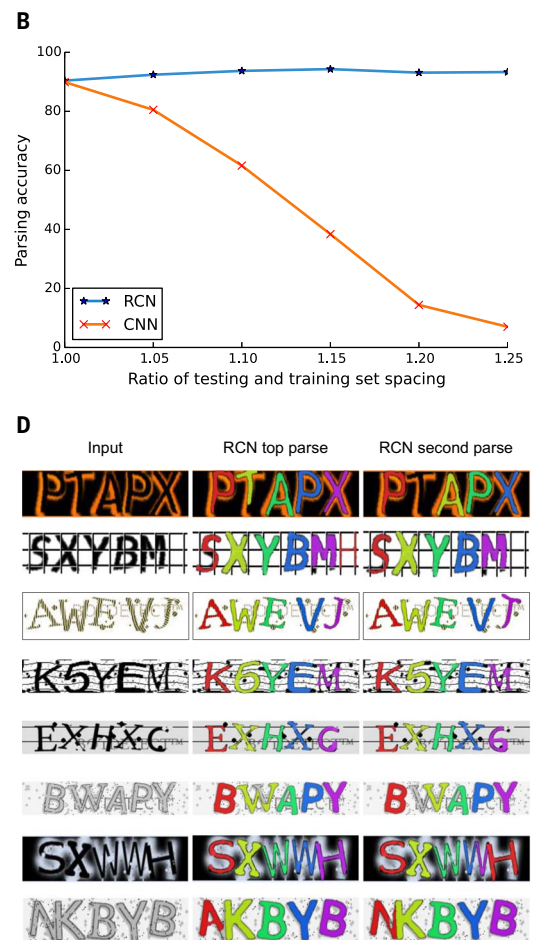 B
100
80
60
40
20
0
Parsing accuracy
RCN
CNN
1.00 1.05 1.10 1.15 1.20 1.25
Ratio of testing and training set spacing
D
Input RCN top parse RCN second parse
PTAPX PTAPX PTAPX
SXYBM SXYBMH SXYBM
AWEVJ AWEVJ AWEVJ
K5YEM K6YEM K5YEM
EXHXC EXHXG EXHXG
BWAPY BWAPY BWAPY
SXWWH SXWWH SXWWH
NKBYB AKBYB NKBYB